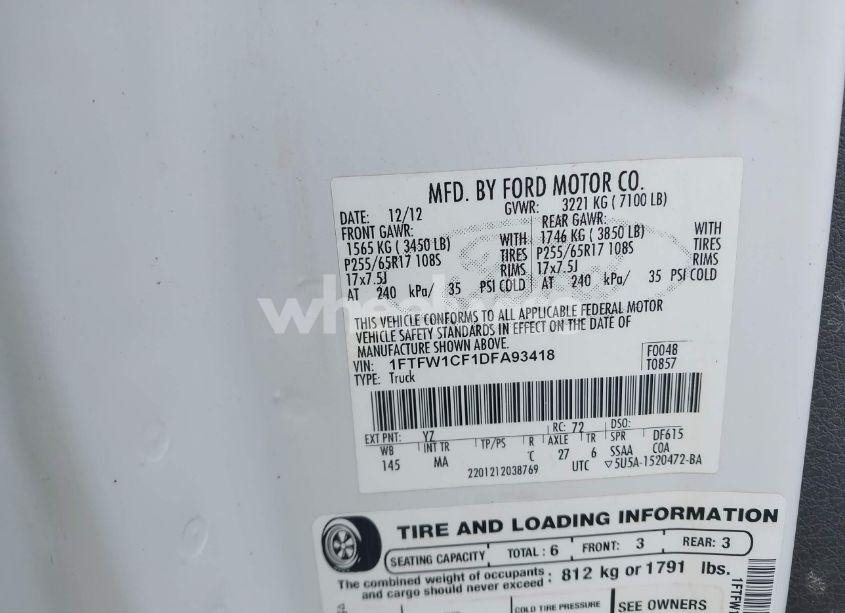 MFD. BY FORD MOTOR CO.
DATE: 12/12 GVWR: 3221 KG ( 7100 LB)
FRONT GAWR: REAR GAWR:
1565 KG ( 3450 LB) WITH 1746 KG ( 3850 LB) WITH
P255/65R17 108S TIRES P255/65R17 108S TIRES
17x7.5J RIMS 17x7.5J RIMS
AT 240 kPa/ 35 PSI COLD AT 240 kPa/ 35 PSI COLD
THIS VEHICLE CONFORMS TO ALL APPLICABLE FEDERAL MOTOR
VEHICLE SAFETY STANDARDS IN EFFECT ON THE DATE OF
MANUFACTURE SHOWN ABOVE.
VIN: 1FTFW1CF1DFA93418 F0048
TYPE: Truck T0857
EXT PNT: YZ RC: 72 DSO:
WB INT TR TP/PS R AXLE TR SPR DF615
145 MA C 27 6 SSAA COA
2201212038769 UTC ▽5U5A-1520472-BA
TIRE AND LOADING INFORMATION
SEATING CAPACITY TOTAL : 6 FRONT: 3 REAR: 3
The combined weight of occupants and cargo should never exceed : 812 kg or 1791 lbs.
COLD TIRE PRESSURE SEE OWNERS
1FTFW